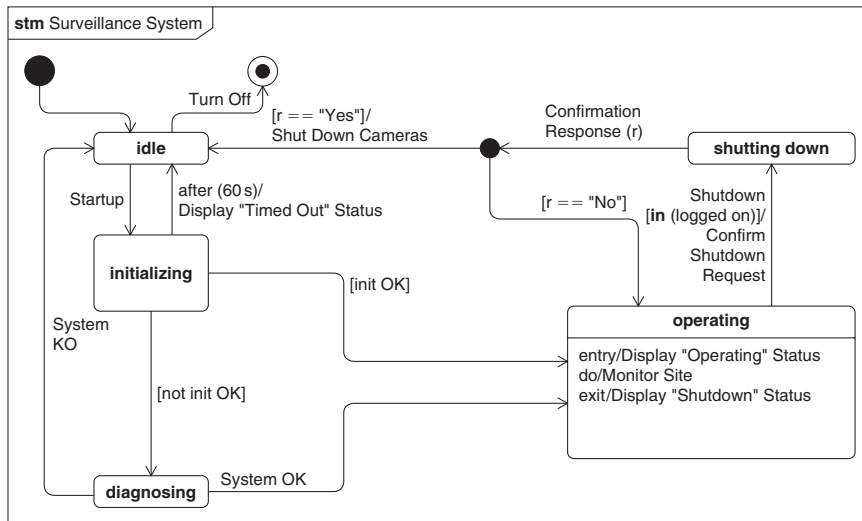 stm Surveillance System
Turn Off
[r == "Yes"]/
Shut Down Cameras
Confirmation
Response (r)
idle
shutting down
Startup
after (60 s)/
Display "Timed Out" Status
[r == "No"]
Shutdown
[in (logged on)]/
Confirm
Shutdown
Request
initializing
[init OK]
operating
entry/Display "Operating" Status
do/Monitor Site
exit/Display "Shutdown" Status
System
KO
[not init OK]
diagnosing
System OK